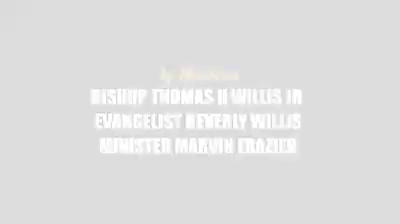 BISHOP THOMAS D WILLIS JR
EVANGELIST BEVERLY WILLIS
MINISTER MARVIN FRAZIER